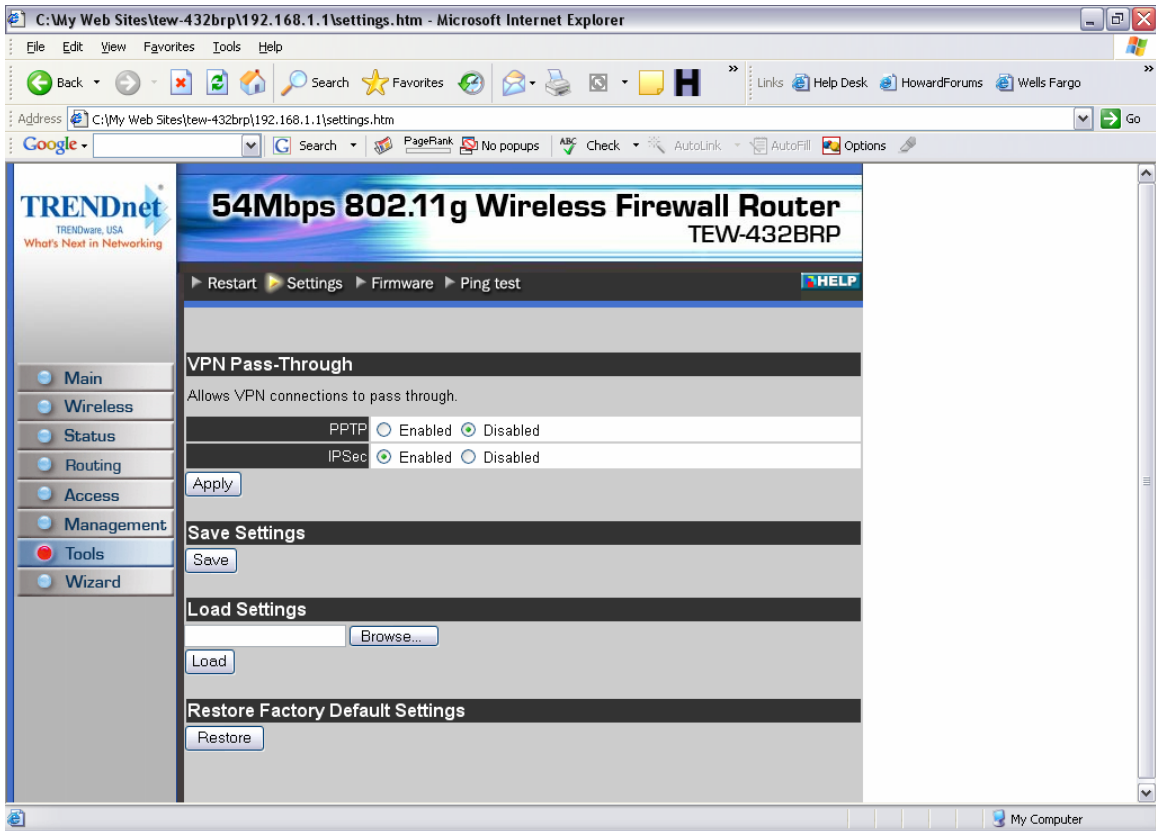 C:\My Web Sites\tew-432brp\192.168.1.1\settings.htm - Microsoft Internet Explorer
File Edit View Favorites Tools Help
Back Search Favorites H » Links Help Desk HowardForums Wells Fargo »
Address C:\My Web Sites\tew-432brp\192.168.1.1\settings.htm Go
Google Search PageRank No popups ABC Check AutoLink AutoFill Options
TRENDnet
TRENDware, USA
What's Next in Networking
54Mbps 802.11g Wireless Firewall Router
TEW-432BRP
Restart Settings Firmware Ping test HELP
Main
Wireless
Status
Routing
Access
Management
Tools
Wizard
VPN Pass-Through
Allows VPN connections to pass through.
PPTP Enabled Disabled
IPSec Enabled Disabled
Apply
Save Settings
Save
Load Settings
Browse...
Load
Restore Factory Default Settings
Restore
My Computer